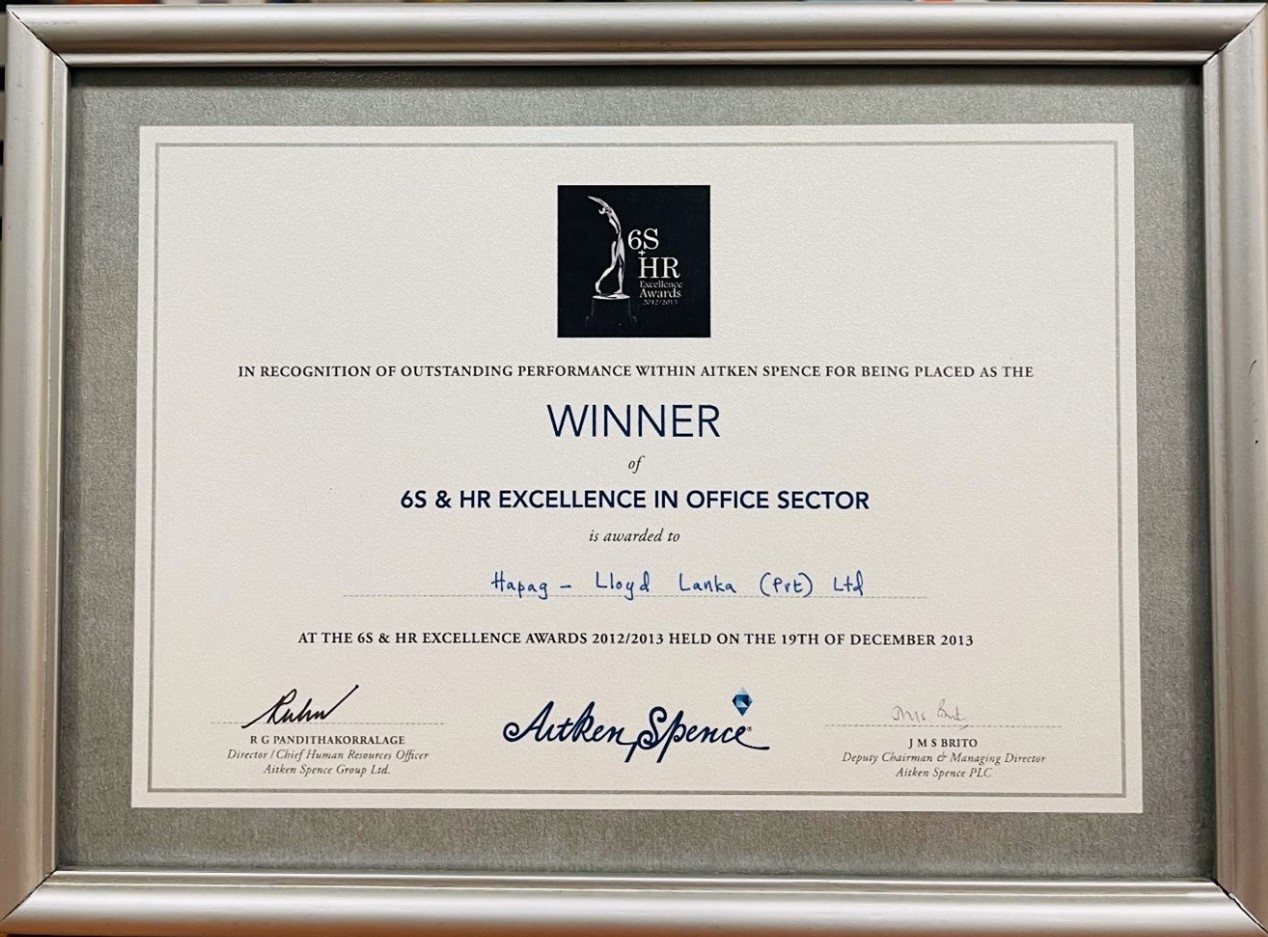 6S
+
HR
Excellence
Awards
2012/2013
IN RECOGNITION OF OUTSTANDING PERFORMANCE WITHIN AITKEN SPENCE FOR BEING PLACED AS THE
WINNER
of
6S & HR EXCELLENCE IN OFFICE SECTOR
is awarded to
Hapag - Lloyd Lanka (Pvt) Ltd
AT THE 6S & HR EXCELLENCE AWARDS 2012/2013 HELD ON THE 19TH OF DECEMBER 2013
R G PANDITHAKORRALAGE
Director / Chief Human Resources Officer
Aitken Spence Group Ltd.
Aitken Spence
J M S BRITO
Deputy Chairman & Managing Director
Aitken Spence PLC